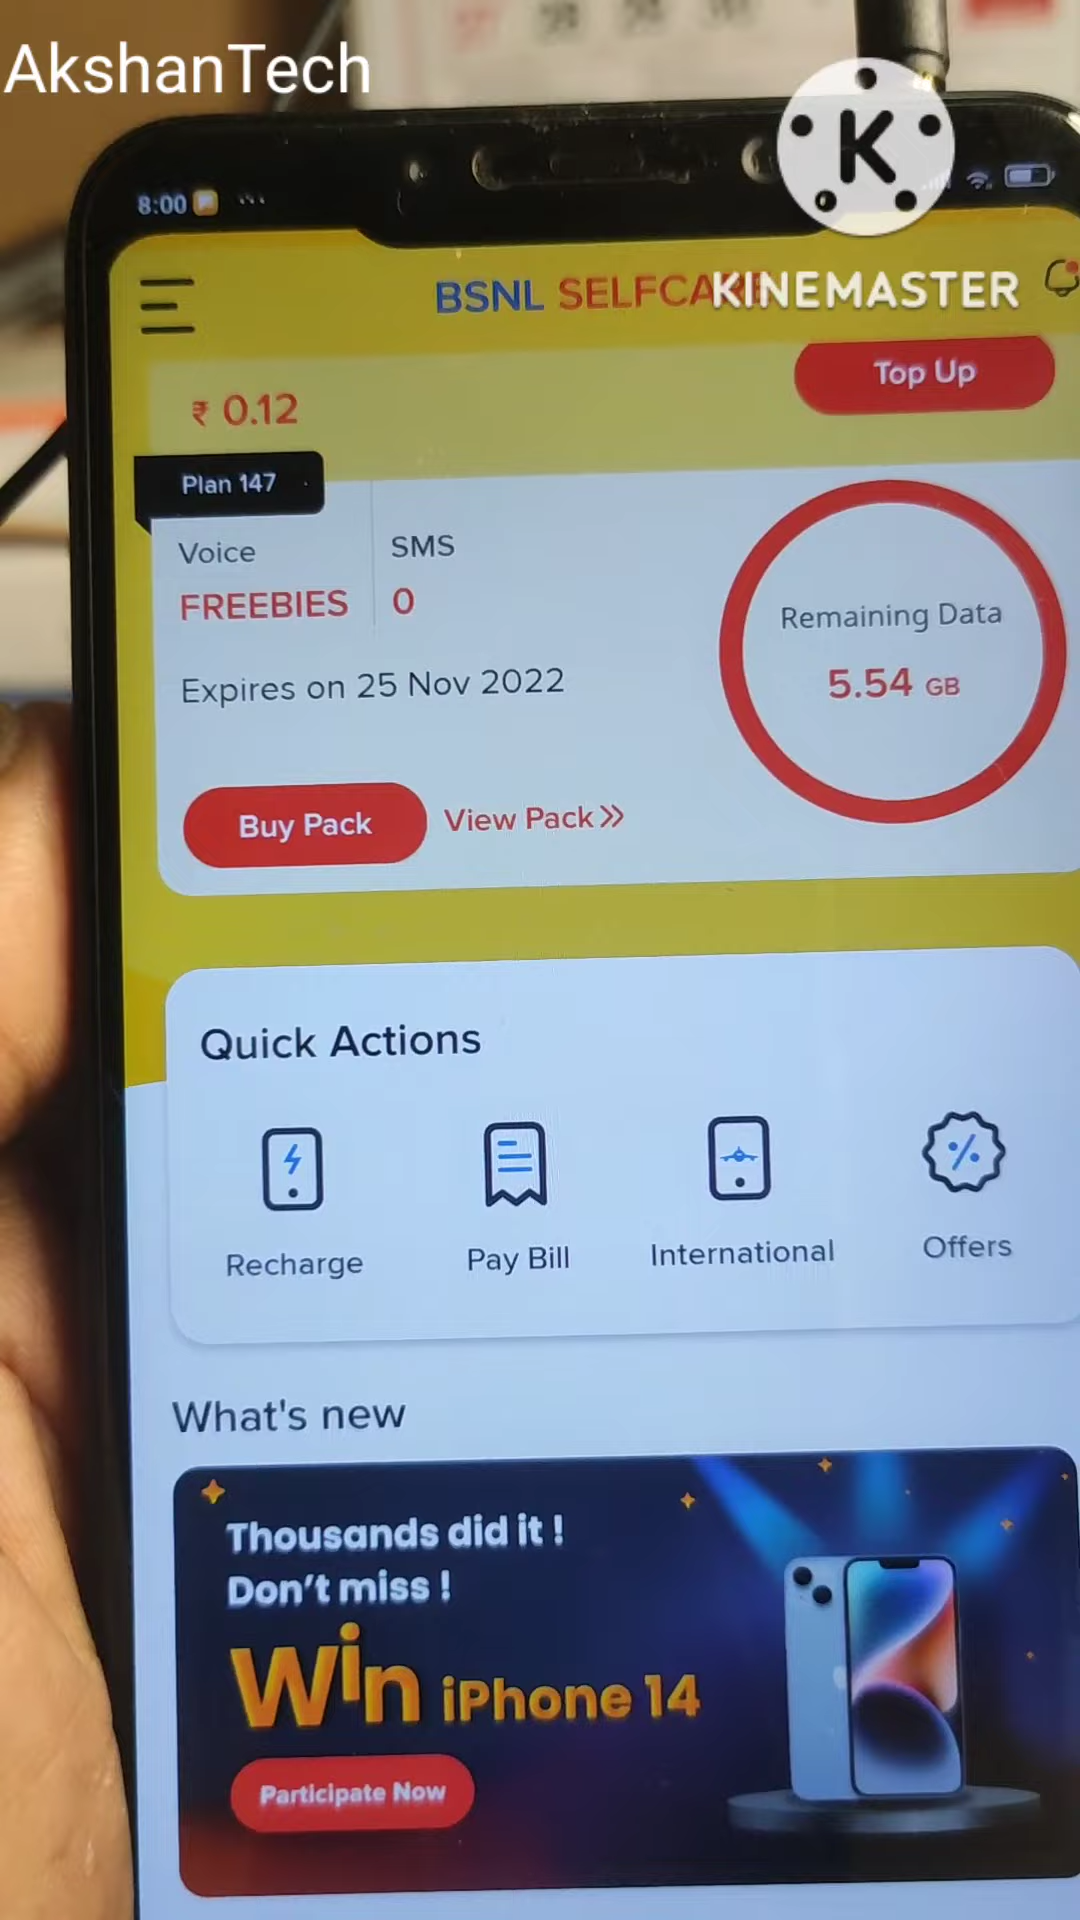 AkshanTech
K
8:00
BSNL SELFCA
KINEMASTER
Top Up
₹ 0.12
Plan 147
Voice
SMS
FREEBIES
0
Remaining Data
5.54 GB
Expires on 25 Nov 2022
Buy Pack
View Pack
Quick Actions
Recharge
Pay Bill
International
Offers
What's new
Thousands did it !
Don't miss !
Win iPhone 14
Participate Now